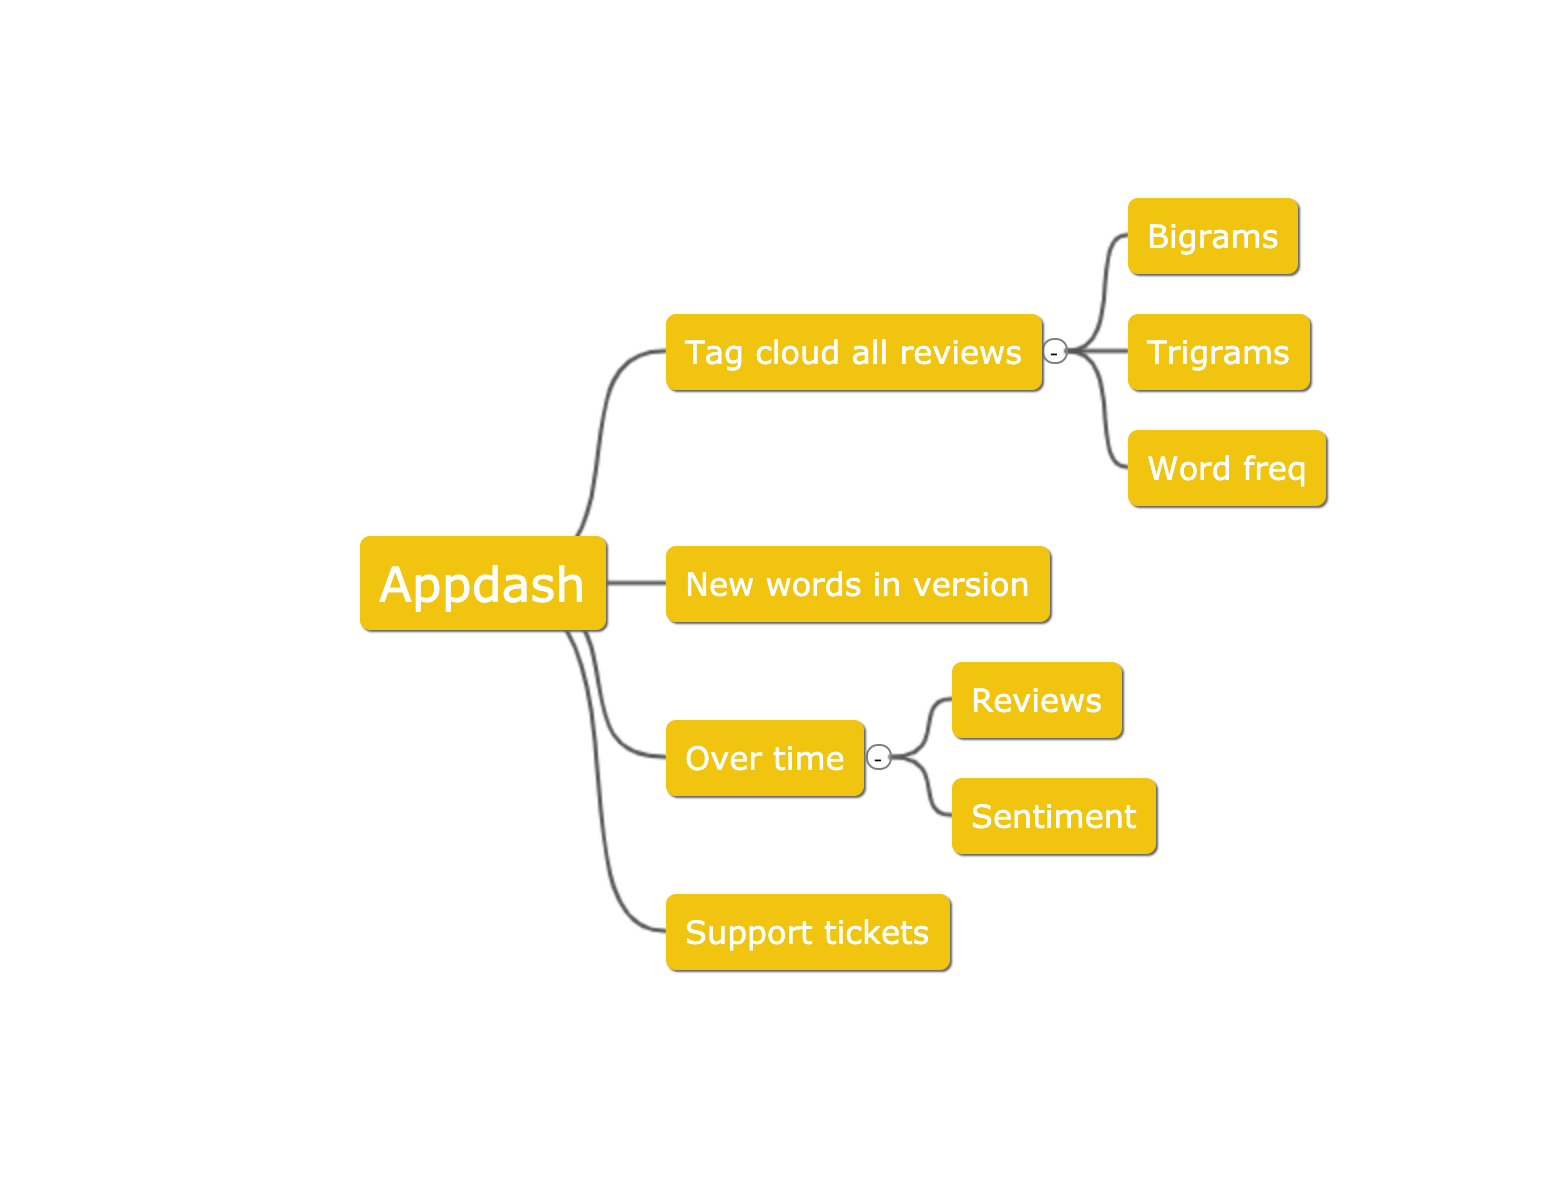 Appdash
Tag cloud all reviews
-
Bigrams
Trigrams
Word freq
New words in version
Over time
-
Reviews
Sentiment
Support tickets